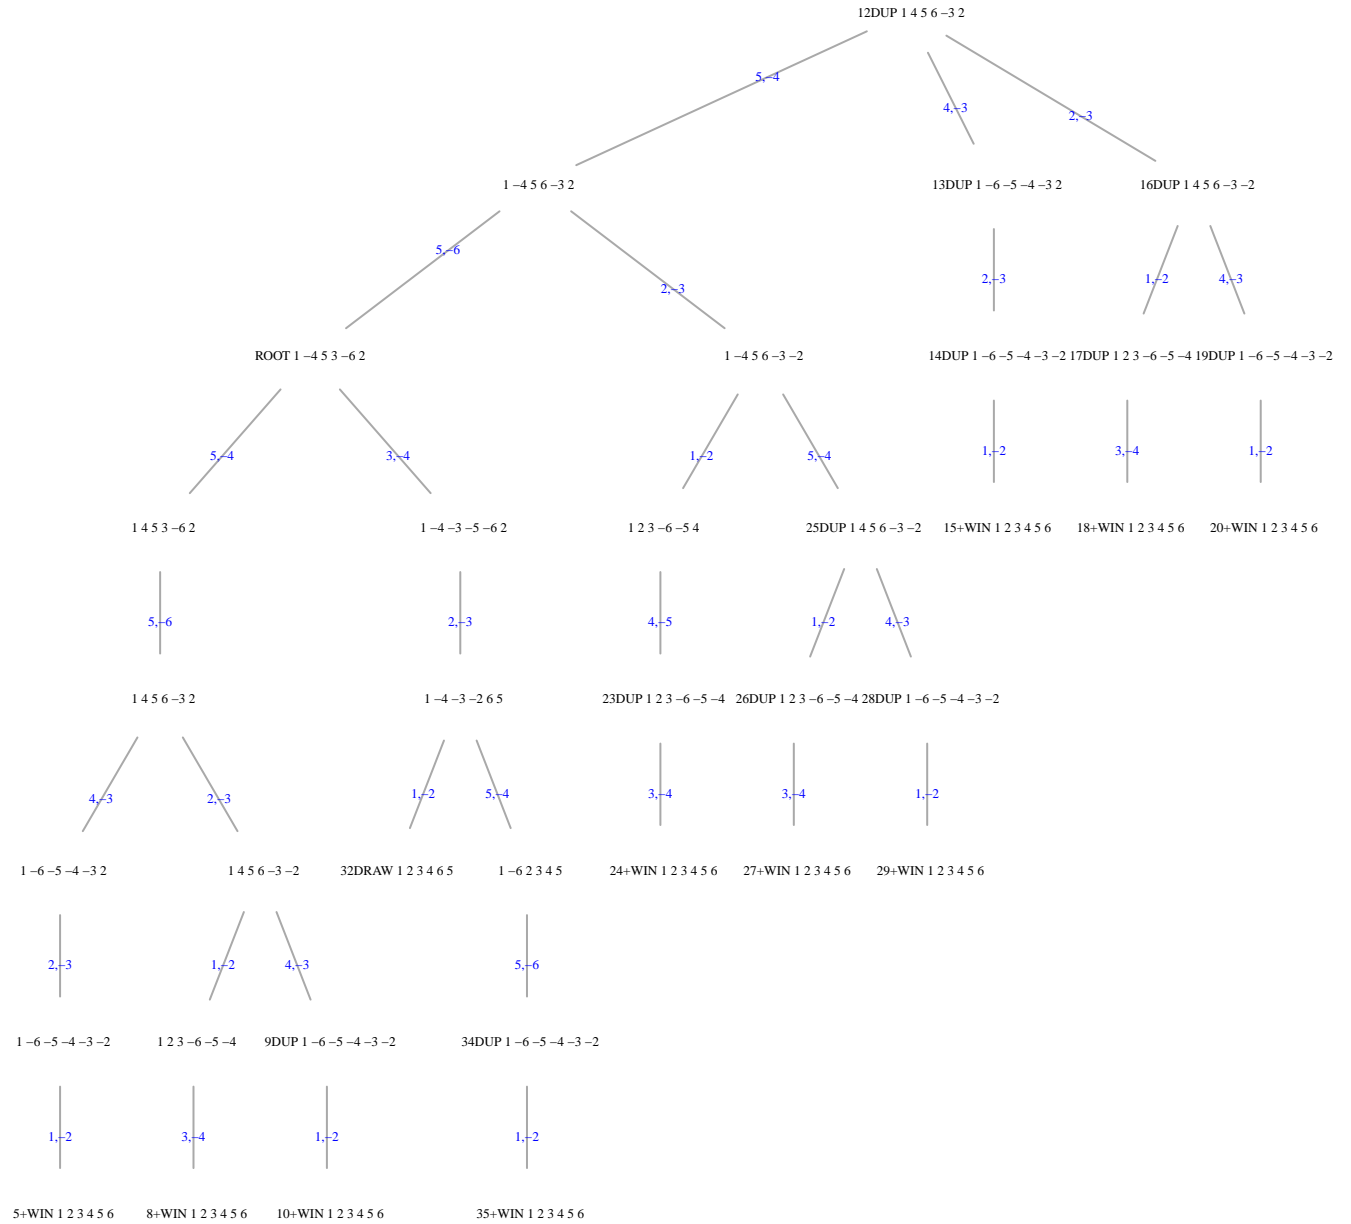 12DUP 1 4 5 6 −3 2
5,−4
4,−3
2,−3
1 −4 5 6 −3 2
13DUP 1 −6 −5 −4 −3 2
16DUP 1 4 5 6 −3 −2
5,−6
2,−3
2,−3
1,−2
4,−3
ROOT 1 −4 5 3 −6 2
1 −4 5 6 −3 −2
14DUP 1 −6 −5 −4 −3 −2
17DUP 1 2 3 −6 −5 −4
19DUP 1 −6 −5 −4 −3 −2
5,−4
3,−4
1,−2
5,−4
1,−2
3,−4
1,−2
1 4 5 3 −6 2
1 −4 −3 −5 −6 2
1 2 3 −6 −5 4
25DUP 1 4 5 6 −3 −2
15+WIN 1 2 3 4 5 6
18+WIN 1 2 3 4 5 6
20+WIN 1 2 3 4 5 6
5,−6
2,−3
4,−5
1,−2
4,−3
1 4 5 6 −3 2
1 −4 −3 −2 6 5
23DUP 1 2 3 −6 −5 −4
26DUP 1 2 3 −6 −5 −4
28DUP 1 −6 −5 −4 −3 −2
4,−3
2,−3
1,−2
5,−4
3,−4
3,−4
1,−2
1 −6 −5 −4 −3 2
1 4 5 6 −3 −2
32DRAW 1 2 3 4 6 5
1 −6 2 3 4 5
24+WIN 1 2 3 4 5 6
27+WIN 1 2 3 4 5 6
29+WIN 1 2 3 4 5 6
2,−3
1,−2
4,−3
5,−6
1 −6 −5 −4 −3 −2
1 2 3 −6 −5 −4
9DUP 1 −6 −5 −4 −3 −2
34DUP 1 −6 −5 −4 −3 −2
1,−2
3,−4
1,−2
1,−2
5+WIN 1 2 3 4 5 6
8+WIN 1 2 3 4 5 6
10+WIN 1 2 3 4 5 6
35+WIN 1 2 3 4 5 6